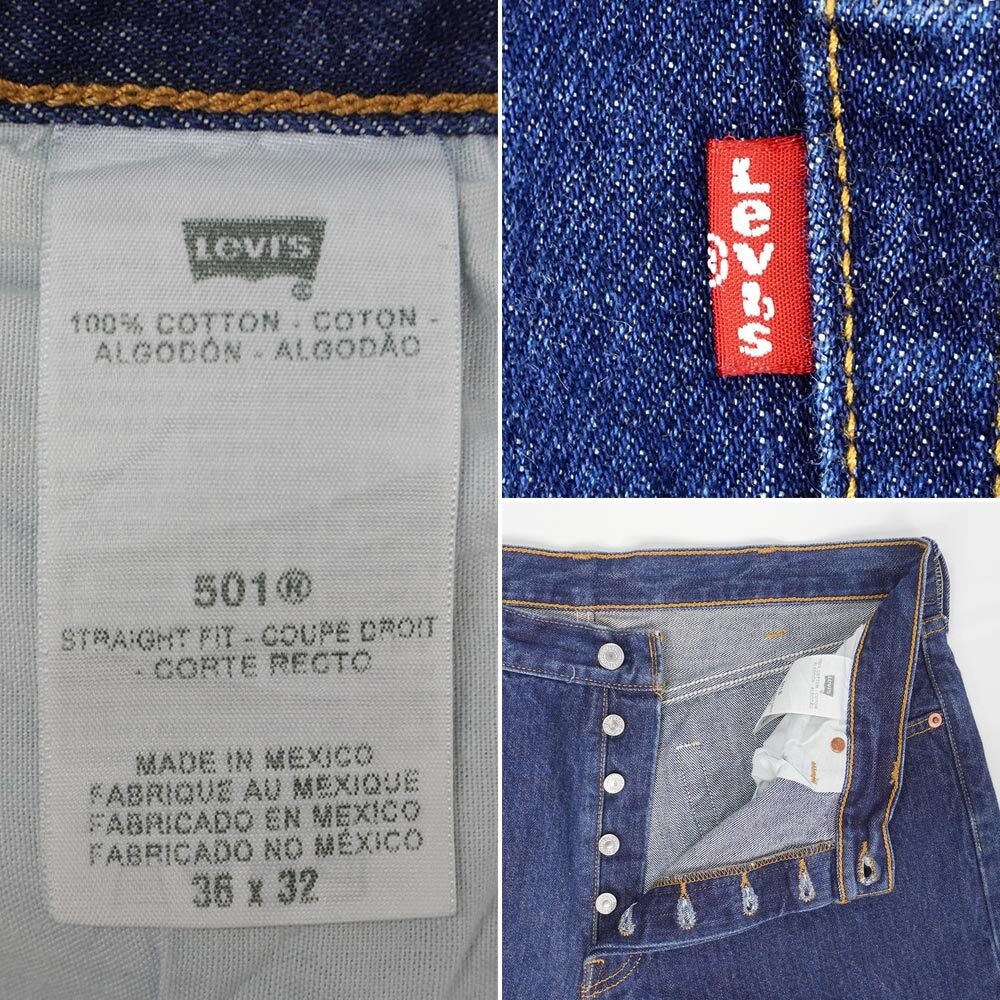 Levi's
®
100% COTTON - COTON -
ALGODÓN - ALGODÃO
501®
STRAIGHT FIT - COUPE DROIT
- CORTE RECTO
MADE IN MEXICO
FABRIQUE AU MEXIQUE
FABRICADO EN MEXICO
FABRICADO NO MÉXICO
36 x 32
Levi's
®
Levi's